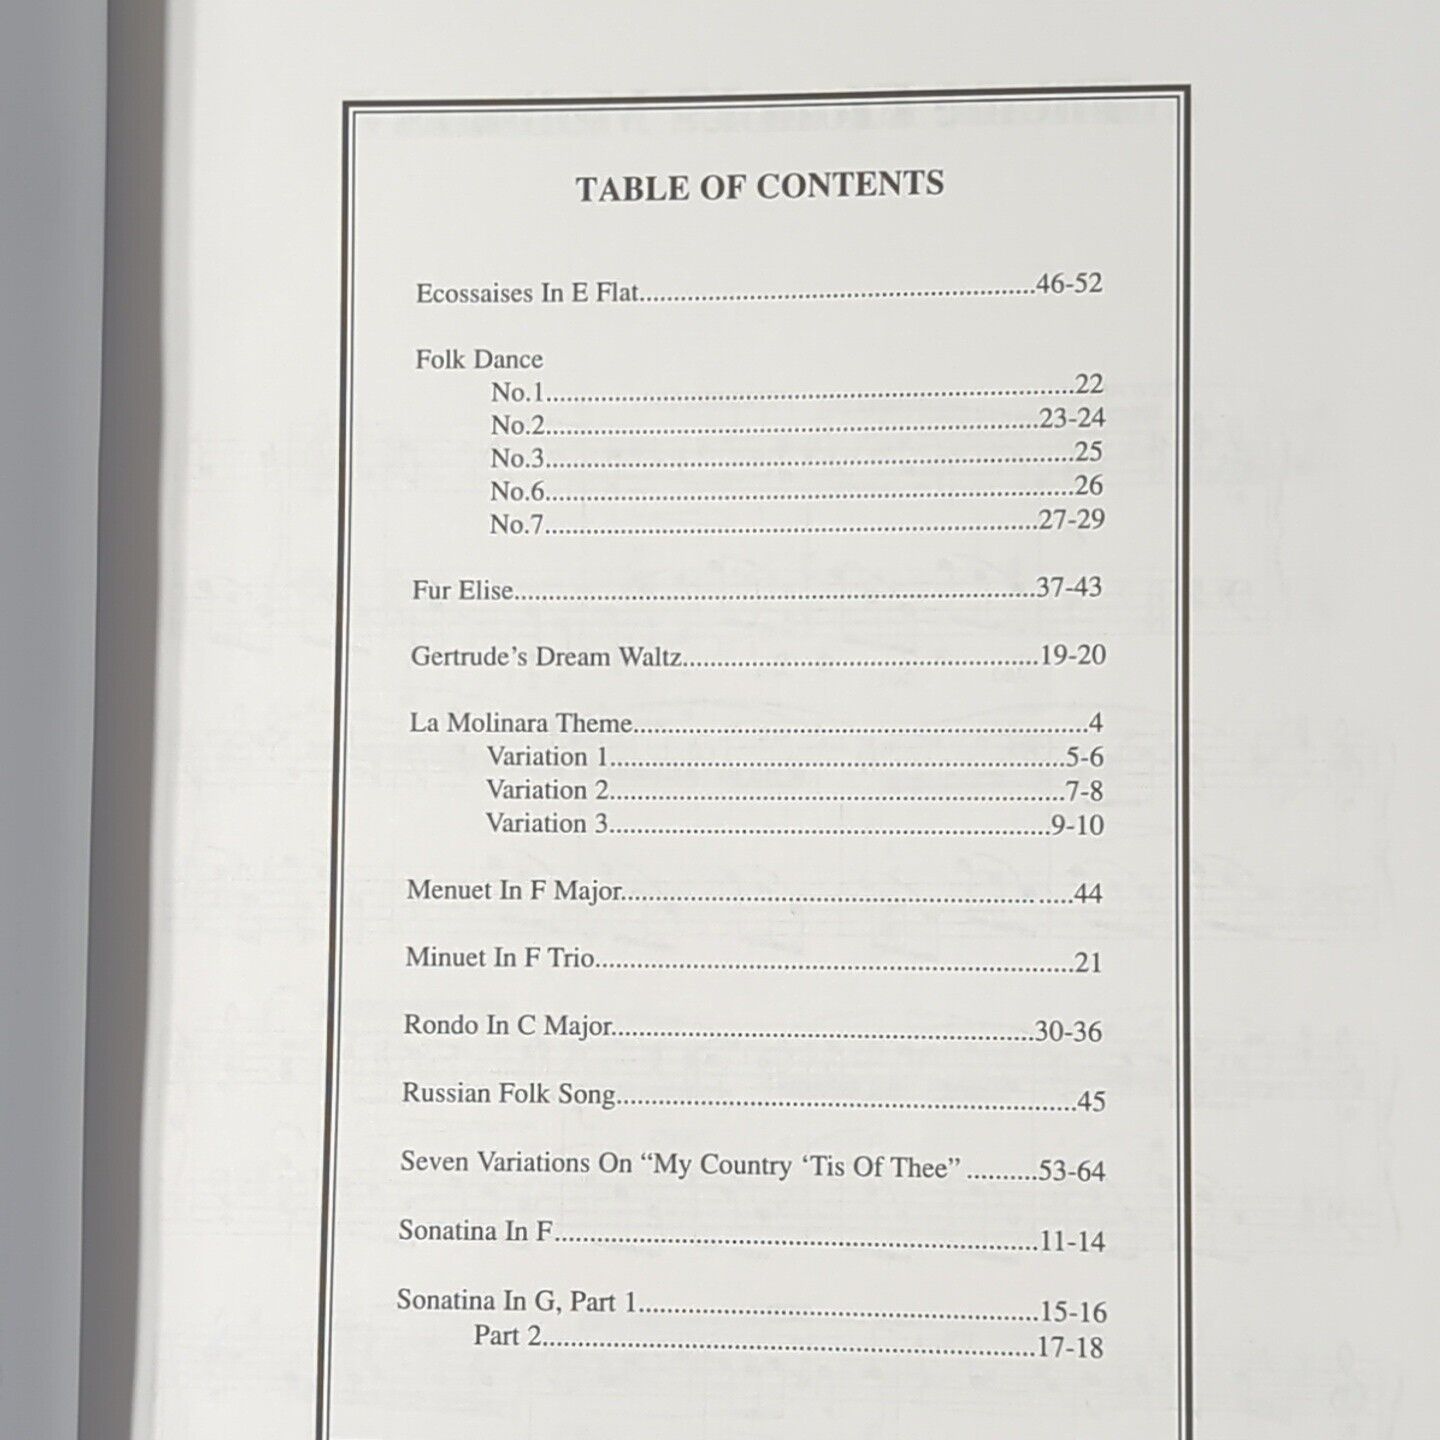 TABLE OF CONTENTS
Ecossaises In E Flat.........................................................46-52
Folk Dance
No.1............................................................................22
No.2.......................................................................23-24
No.3............................................................................25
No.6............................................................................26
No.7.......................................................................27-29
Fur Elise...........................................................................37-43
Gertrude's Dream Waltz...................................................19-20
La Molinara Theme.................................................................4
Variation 1.................................................................5-6
Variation 2.................................................................7-8
Variation 3...............................................................9-10
Menuet In F Major........................................................... .....44
Minuet In F Trio.....................................................................21
Rondo In C Major.............................................................30-36
Russian Folk Song..................................................................45
Seven Variations On “My Country ‘Tis Of Thee” ..........53-64
Sonatina In F.....................................................................11-14
Sonatina In G, Part 1.........................................................15-16
Part 2......................................................................17-18